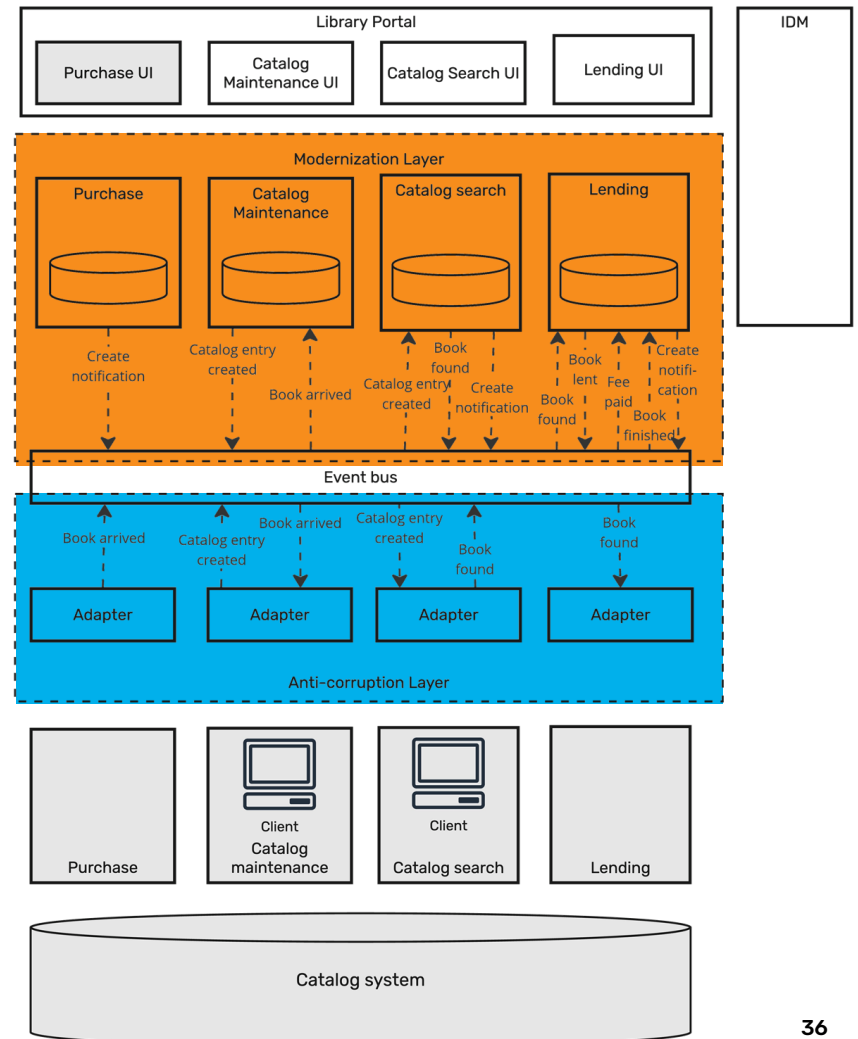 Library Portal
IDM
Purchase UI
Catalog
Maintenance UI
Catalog Search UI
Lending UI
Modernization Layer
Purchase
Catalog
Maintenance
Catalog search
Lending
Create
notification
Catalog entry
created
Book arrived
Catalog entry
created
Book
found
Create
notification
Book
found
Book
lent
Fee
paid
Book
finished
Create
notifi-
cation
Event bus
Book arrived
Catalog entry
created
Book arrived
Catalog entry
created
Book
found
Book
found
Adapter
Adapter
Adapter
Adapter
Anti-corruption Layer
Purchase
Client
Catalog
maintenance
Client
Catalog search
Lending
Catalog system
36